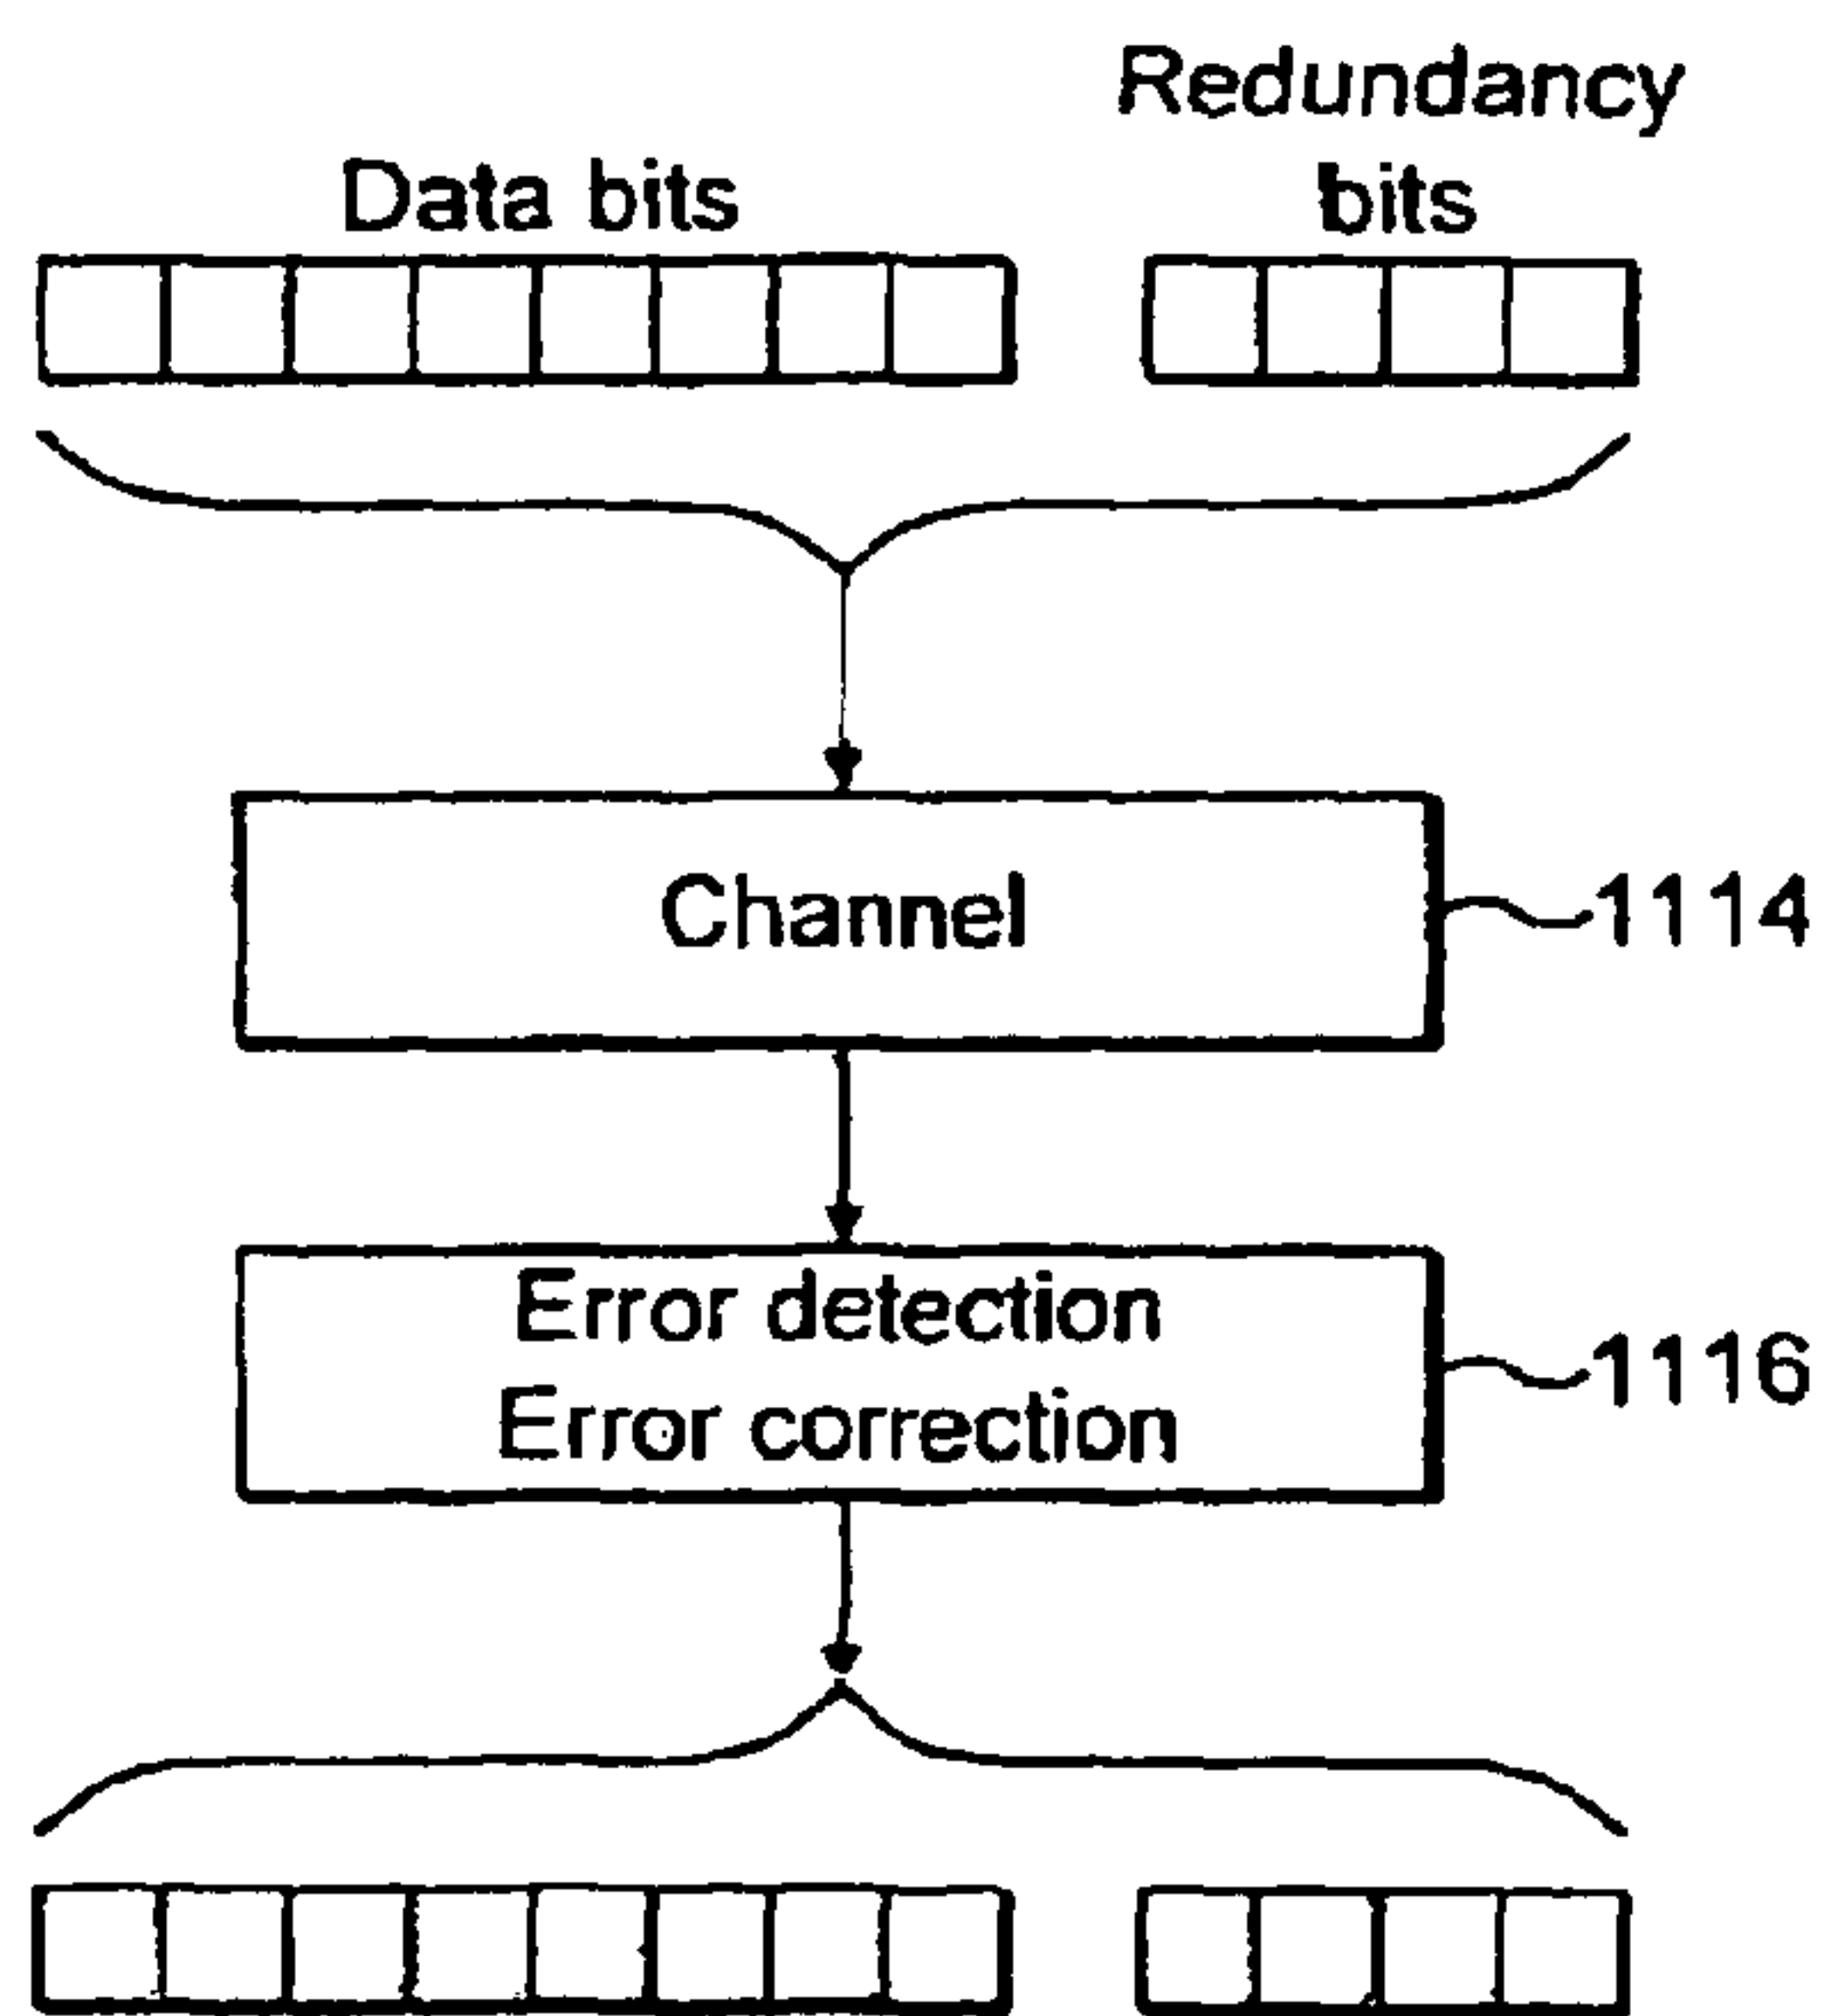 Redundancy
Data bits bits
Channel
1114
Error detection
Error correction
1116